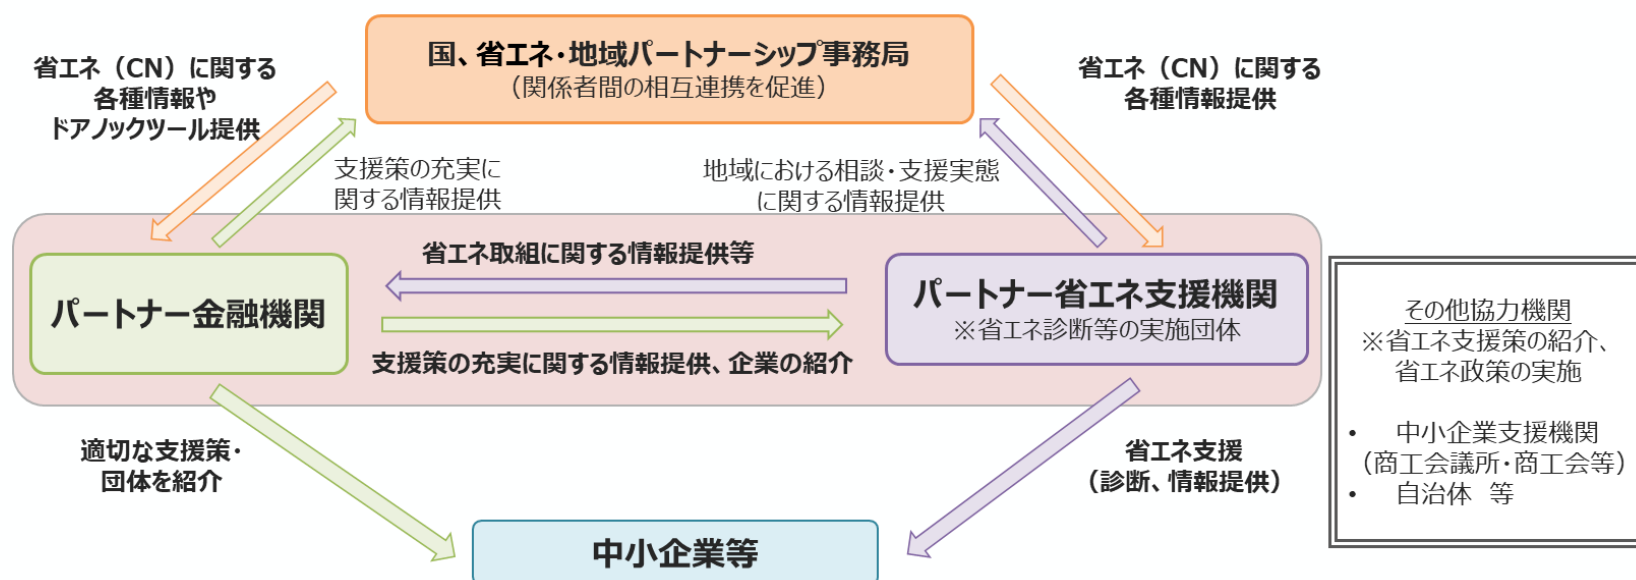 国、省エネ・地域パートナーシップ事務局
（関係者間の相互連携を促進）
省エネ（CN）に関する
各種情報や
ドアノックツール提供
省エネ（CN）に関する
各種情報提供
支援策の充実に
関する情報提供
地域における相談・支援実態
に関する情報提供
省エネ取組に関する情報提供等
パートナー金融機関
パートナー省エネ支援機関
※省エネ診断等の実施団体
支援策の充実に関する情報提供、企業の紹介
その他協力機関
※省エネ支援策の紹介、
省エネ政策の実施
• 中小企業支援機関
（商工会議所・商工会等）
• 自治体 等
適切な支援策・
団体を紹介
省エネ支援
（診断、情報提供）
中小企業等